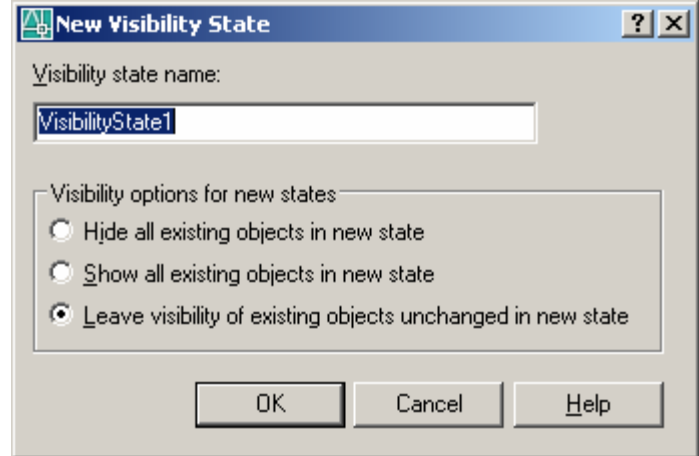 New Visibility State
Visibility state name:
VisibilityState1
Visibility options for new states
Hide all existing objects in new state
Show all existing objects in new state
Leave visibility of existing objects unchanged in new state
OK Cancel Help